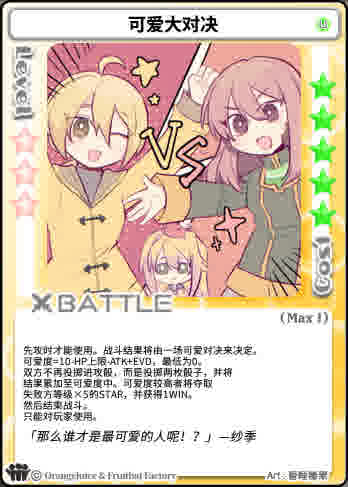 可爱大对决
Level
VS
Cost
BATTLE
(Max 1)
先攻时才能使用。战斗结果将由一场可爱对决来决定。
可爱度=10-HP上限-ATK+EVD，最低为0。
双方不再投掷进攻骰，而是投掷两枚骰子，并将
结果累加至可爱度中。可爱度较高者将夺取
失败方等级×5的STAR，并获得1WIN。
然后结束战斗。
只能对玩家使用。
「那么谁才是最可爱的人呢！？」—纱季
© OrangeJuice & Fruitbat Factory
Art :